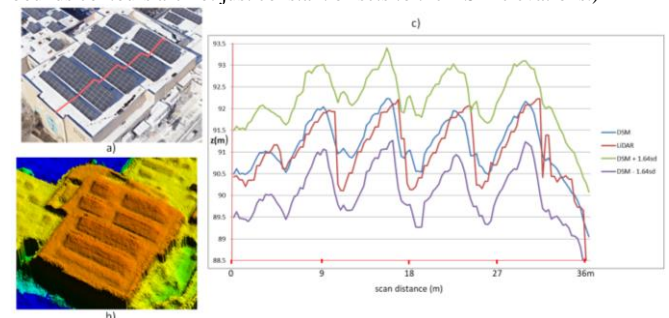 c)
93.5
93
92.5
92
z(m)
91.5
91
90.5
90
89.5
89
88.5
0 9 18 27 36m
scan distance (m)
DSM
LiDAR
DSM + 1.64sd
DSM - 1.64sd
a)
b)